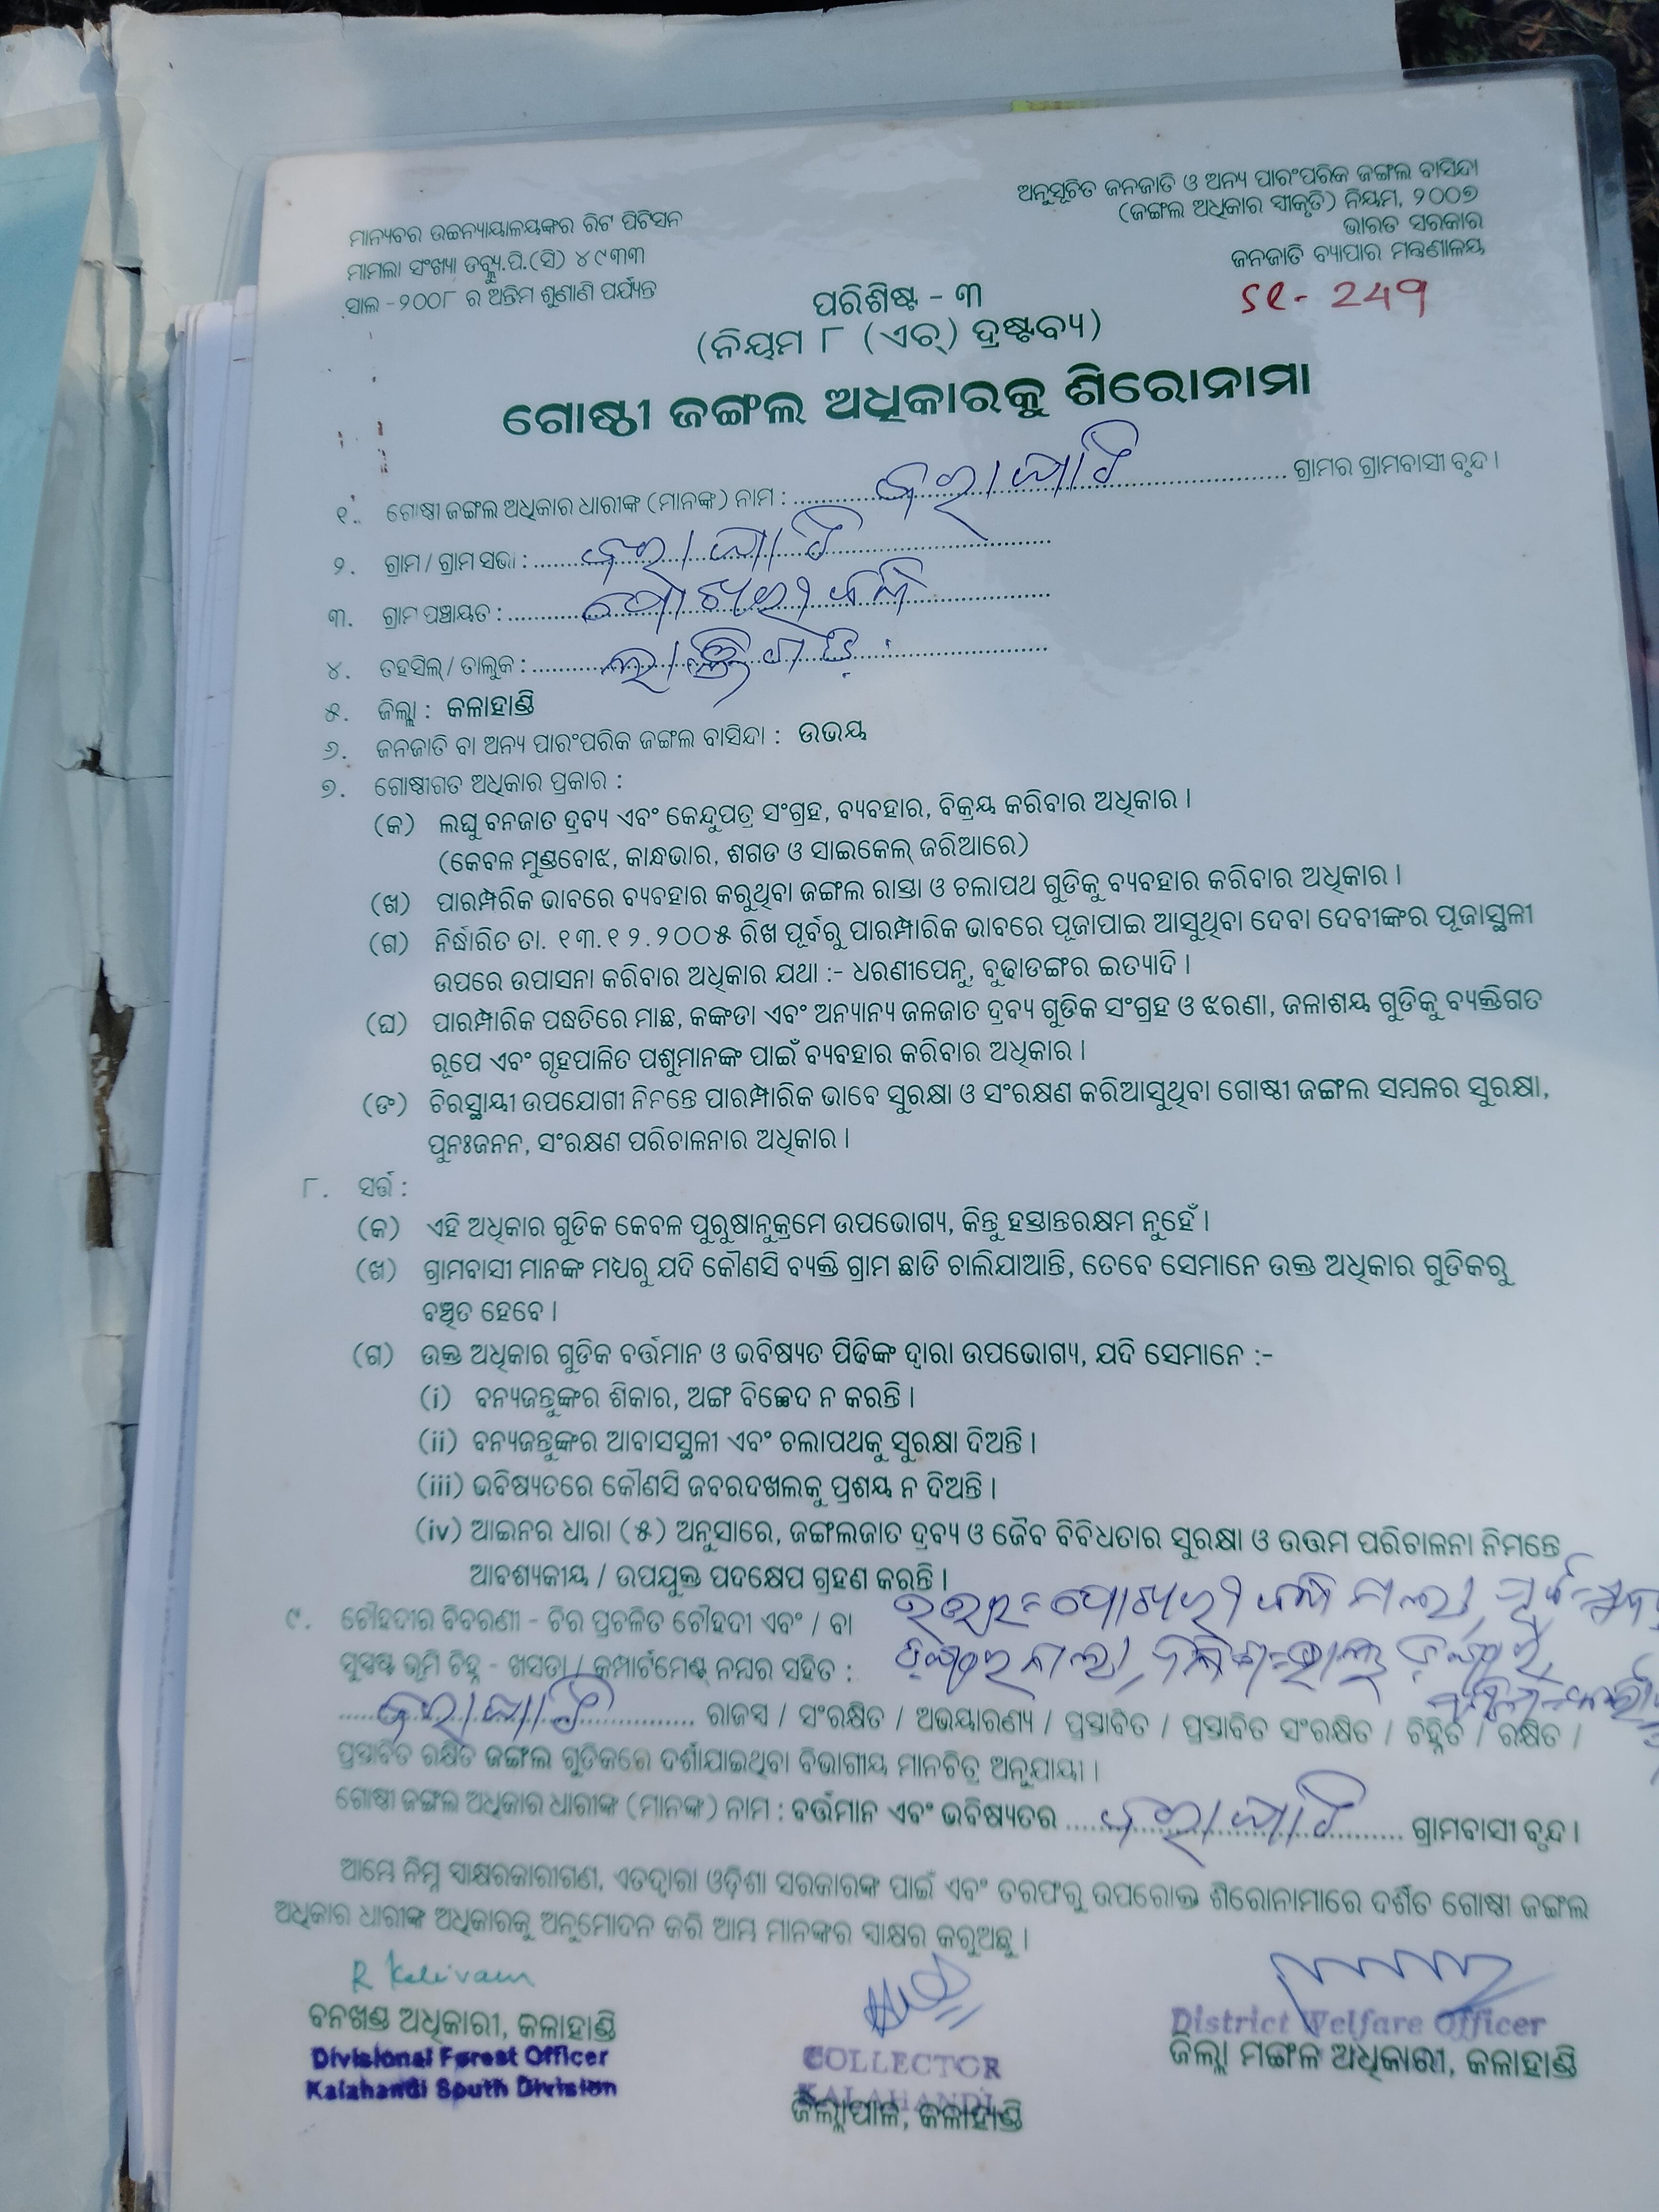 ମାନ୍ୟବର ଉଚ୍ଚନ୍ୟାୟାଳୟଙ୍କର ରିଟ ପିଟିସନ
ମାମଲା ସଂଖ୍ୟା ଡବ୍ଲ୍ୟୁ.ପି.(ସି) ୪୯୩୩
ସାଲ -୨୦୦୮ ର ଅନ୍ତିମ ଶୁଣାଣି ପର୍ଯ୍ୟନ୍ତ
ଅନୁସୂଚିତ ଜନଜାତି ଓ ଅନ୍ୟ ପାରଂପରିକ ଜଙ୍ଗଲ ବାସିନ୍ଦା
(ଜଙ୍ଗଲ ଅଧିକାର ସ୍ୱୀକୃତି) ନିୟମ, ୨୦୦୭
ଭାରତ ସରକାର
ଜନଜାତି ବ୍ୟାପାର ମନ୍ତ୍ରଣାଳୟ
Sl - 247
ପରିଶିଷ୍ଟ - ୩
(ନିୟମ ୮ (ଏଚ୍) ଦ୍ରଷ୍ଟବ୍ୟ)
ଗୋଷ୍ଠୀ ଜଙ୍ଗଲ ଅଧିକାରକୁ ଶିରୋନାମା
୧. ଗୋଷ୍ଠୀ ଜଙ୍ଗଲ ଅଧିକାର ଧାରୀଙ୍କ (ମାନଙ୍କ) ନାମ : ଗ୍ରାମର ଗ୍ରାମବାସୀ ବୃନ୍ଦ ।
୨. ଗ୍ରାମ / ଗ୍ରାମ ସଭା :
୩. ଗ୍ରାମ ପଞ୍ଚାୟତ :
୪. ତହସିଲ୍ / ତାଲୁକ :
୫. ଜିଲ୍ଲା : କଳାହାଣ୍ଡି
୬. ଜନଜାତି ବା ଅନ୍ୟ ପାରଂପରିକ ଜଙ୍ଗଲ ବାସିନ୍ଦା : ଉଭୟ
୭. ଗୋଷ୍ଠୀଗତ ଅଧିକାର ପ୍ରକାର :
(କ) ଲଘୁ ବନଜାତ ଦ୍ରବ୍ୟ ଏବଂ କେନ୍ଦୁପତ୍ର ସଂଗ୍ରହ, ବ୍ୟବହାର, ବିକ୍ରୟ କରିବାର ଅଧିକାର ।
(କେବଳ ମୁଣ୍ଡବୋଝ, କାନ୍ଧଭାର, ଶଗଡ ଓ ସାଇକେଲ୍ ଜରିଆରେ)
(ଖ) ପାରମ୍ପରିକ ଭାବରେ ବ୍ୟବହାର କରୁଥିବା ଜଙ୍ଗଲ ରାସ୍ତା ଓ ଚଲାପଥ ଗୁଡିକୁ ବ୍ୟବହାର କରିବାର ଅଧିକାର ।
(ଗ) ନିର୍ଦ୍ଧାରିତ ତା. ୧୩.୧୨.୨୦୦୫ ରିଖ ପୂର୍ବରୁ ପାରମ୍ପାରିକ ଭାବରେ ପୂଜାପାଇ ଆସୁଥିବା ଦେବା ଦେବୀଙ୍କର ପୂଜାସ୍ଥଳୀ
ଉପରେ ଉପାସନା କରିବାର ଅଧିକାର ଯଥା :- ଧରଣୀପେନୁ, ବୁଢାଡଙ୍ଗର ଇତ୍ୟାଦି ।
(ଘ) ପାରମ୍ପାରିକ ପଦ୍ଧତିରେ ମାଛ, କଙ୍କଡା ଏବଂ ଅନ୍ୟାନ୍ୟ ଜଳଜାତ ଦ୍ରବ୍ୟ ଗୁଡିକ ସଂଗ୍ରହ ଓ ଝରଣା, ଜଳାଶୟ ଗୁଡିକୁ ବ୍ୟକ୍ତିଗତ
ରୂପେ ଏବଂ ଗୃହପାଳିତ ପଶୁମାନଙ୍କ ପାଇଁ ବ୍ୟବହାର କରିବାର ଅଧିକାର ।
(ଙ) ଚିରସ୍ଥାୟୀ ଉପଯୋଗୀ ନିମନ୍ତେ ପାରମ୍ପାରିକ ଭାବେ ସୁରକ୍ଷା ଓ ସଂରକ୍ଷଣ କରିଆସୁଥିବା ଗୋଷ୍ଠୀ ଜଙ୍ଗଲ ସମ୍ବଳର ସୁରକ୍ଷା,
ପୁନଃଜନନ, ସଂରକ୍ଷଣ ପରିଚାଳନାର ଅଧିକାର ।
୮. ସର୍ତ୍ତ :
(କ) ଏହି ଅଧିକାର ଗୁଡିକ କେବଳ ପୁରୁଷାନୁକ୍ରମେ ଉପଭୋଗ୍ୟ, କିନ୍ତୁ ହସ୍ତାନ୍ତରକ୍ଷମ ନୁହେଁ ।
(ଖ) ଗ୍ରାମବାସୀ ମାନଙ୍କ ମଧ୍ୟରୁ ଯଦି କୌଣସି ବ୍ୟକ୍ତି ଗ୍ରାମ ଛାଡି ଚାଲିଯାଆନ୍ତି, ତେବେ ସେମାନେ ଉକ୍ତ ଅଧିକାର ଗୁଡିକରୁ
ବଞ୍ଚିତ ହେବେ ।
(ଗ) ଉକ୍ତ ଅଧିକାର ଗୁଡିକ ବର୍ତ୍ତମାନ ଓ ଭବିଷ୍ୟତ ପିଢିଙ୍କ ଦ୍ୱାରା ଉପଭୋଗ୍ୟ, ଯଦି ସେମାନେ :-
(i) ବନ୍ୟଜନ୍ତୁଙ୍କର ଶିକାର, ଅଙ୍ଗ ବିଚ୍ଛେଦ ନ କରନ୍ତି ।
(ii) ବନ୍ୟଜନ୍ତୁଙ୍କର ଆବାସସ୍ଥଳୀ ଏବଂ ଚଲାପଥକୁ ସୁରକ୍ଷା ଦିଅନ୍ତି ।
(iii) ଭବିଷ୍ୟତରେ କୌଣସି ଜବରଦଖଲକୁ ପ୍ରଶୟ ନ ଦିଅନ୍ତି ।
(iv) ଆଇନର ଧାରା (୫) ଅନୁସାରେ, ଜଙ୍ଗଲଜାତ ଦ୍ରବ୍ୟ ଓ ଜୈବ ବିବିଧତାର ସୁରକ୍ଷା ଓ ଉତ୍ତମ ପରିଚାଳନା ନିମନ୍ତେ
ଆବଶ୍ୟକୀୟ / ଉପଯୁକ୍ତ ପଦକ୍ଷେପ ଗ୍ରହଣ କରନ୍ତି ।
୯. ଚୌହଦୀର ବିବରଣୀ - ଚିର ପ୍ରଚଳିତ ଚୌହଦୀ ଏବଂ / ବା
ସୁସ୍ପଷ୍ଟ ଭୂମି ଚିହ୍ନ - ଖସଡା / କମ୍ପାର୍ଟମେଣ୍ଟ ନମ୍ବର ସହିତ :
ରାଜସ୍ୱ / ସଂରକ୍ଷିତ / ଅଭୟାରଣ୍ୟ / ପ୍ରସ୍ତାବିତ / ପ୍ରସ୍ତାବିତ ସଂରକ୍ଷିତ / ଚିହ୍ନିତ / ରକ୍ଷିତ /
ପ୍ରସ୍ତାବିତ ରକ୍ଷିତ ଜଙ୍ଗଲ ଗୁଡିକରେ ଦର୍ଶାଯାଇଥିବା ବିଭାଗୀୟ ମାନଚିତ୍ର ଅନୁଯାୟୀ ।
ଗୋଷ୍ଠୀ ଜଙ୍ଗଲ ଅଧିକାର ଧାରୀଙ୍କ (ମାନଙ୍କ) ନାମ : ବର୍ତ୍ତମାନ ଏବଂ ଭବିଷ୍ୟତର ଗ୍ରାମବାସୀ ବୃନ୍ଦ ।
ଆମ୍ଭେ ନିମ୍ନ ସ୍ୱାକ୍ଷରକାରୀଗଣ, ଏତଦ୍ୱାରା ଓଡ଼ିଶା ସରକାରଙ୍କ ପାଇଁ ଏବଂ ତରଫରୁ ଉପରୋକ୍ତ ଶିରୋନାମାରେ ଦର୍ଶିତ ଗୋଷ୍ଠୀ ଜଙ୍ଗଲ
ଅଧିକାର ଧାରୀଙ୍କ ଅଧିକାରକୁ ଅନୁମୋଦନ କରି ଆମ୍ଭ ମାନଙ୍କର ସ୍ୱାକ୍ଷର କରୁଅଛୁ ।
ବନଖଣ୍ଡ ଅଧିକାରୀ, କଳାହାଣ୍ଡି
Divisional Forest Officer
Kalahandi South Division
COLLECTOR
KALAHANDI
ଜିଲ୍ଲାପାଳ, କଳାହାଣ୍ଡି
District Welfare Officer
ଜିଲ୍ଲା ମଙ୍ଗଳ ଅଧିକାରୀ, କଳାହାଣ୍ଡି